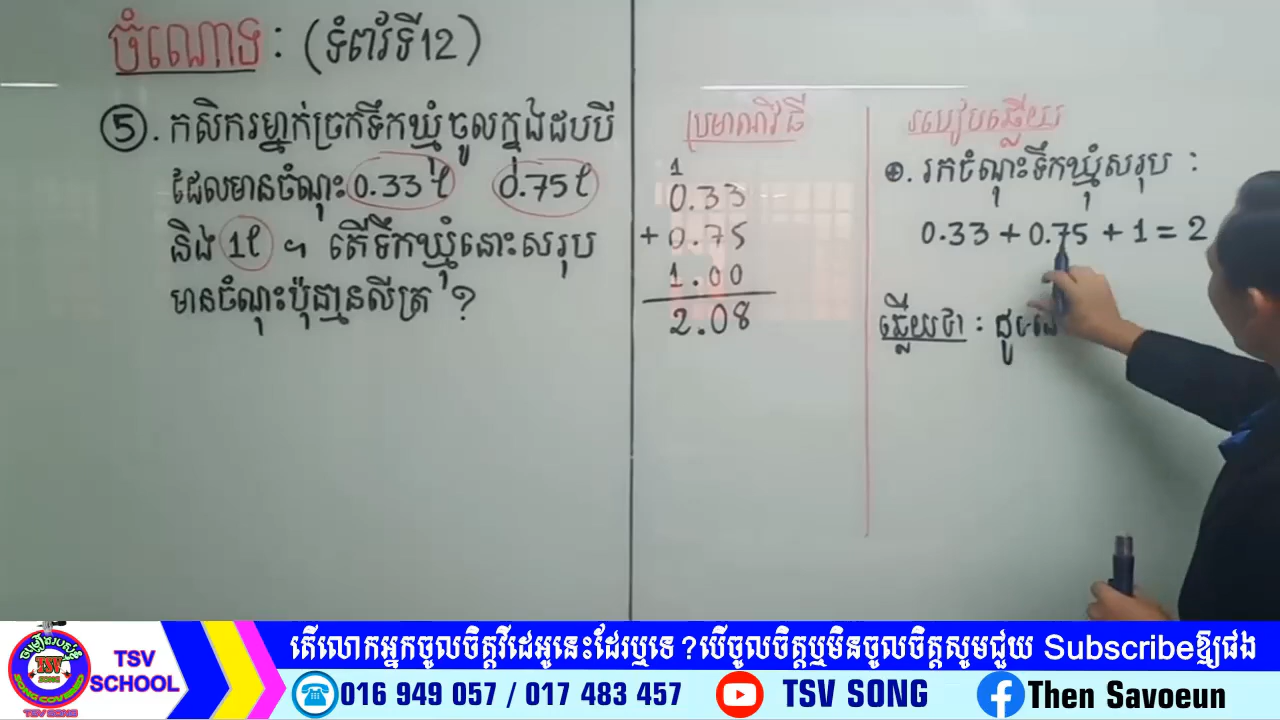 ចំណោទ : (ទំព័រទី12)
5. កសិករម្នាក់ច្រកទឹកឃ្មុំចូលក្នុងដបបី
ដែលមានចំណុះ 0.33 l 0.75 l
និង 1 l ។ តើទឹកឃ្មុំនោះសរុប
មានចំណុះប៉ុន្មានលីត្រ ?
ប្រមាណវិធី
1
0.33
+ 0.75
1.00
2.08
របៀបឆ្លើយ
. រកចំណុះទឹកឃ្មុំសរុប :
0.33 + 0.75 + 1 = 2
ឆ្លើយថា :
TSV SONG
TSV SCHOOL
តើលោកអ្នកចូលចិត្តវីដេអូនេះដែរឬទេ ? បើចូលចិត្តឬមិនចូលចិត្តសូមជួយ Subscribeឱ្យផង
016 949 057 / 017 483 457
TSV SONG
Then Savoeun